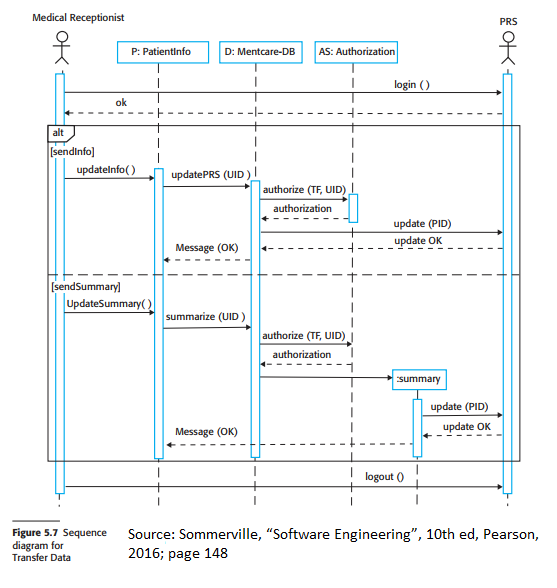 Medical Receptionist
PRS
P: PatientInfo
D: Mentcare-DB
AS: Authorization
login ( )
ok
alt
[sendInfo]
updateInfo( )
updatePRS (UID )
authorize (TF, UID)
authorization
update (PID)
update OK
Message (OK)
[sendSummary]
UpdateSummary( )
summarize (UID )
authorize (TF, UID)
authorization
:summary
update (PID)
update OK
Message (OK)
logout ()
Figure 5.7 Sequence
diagram for
Transfer Data
Source: Sommerville, “Software Engineering”, 10th ed, Pearson,
2016; page 148